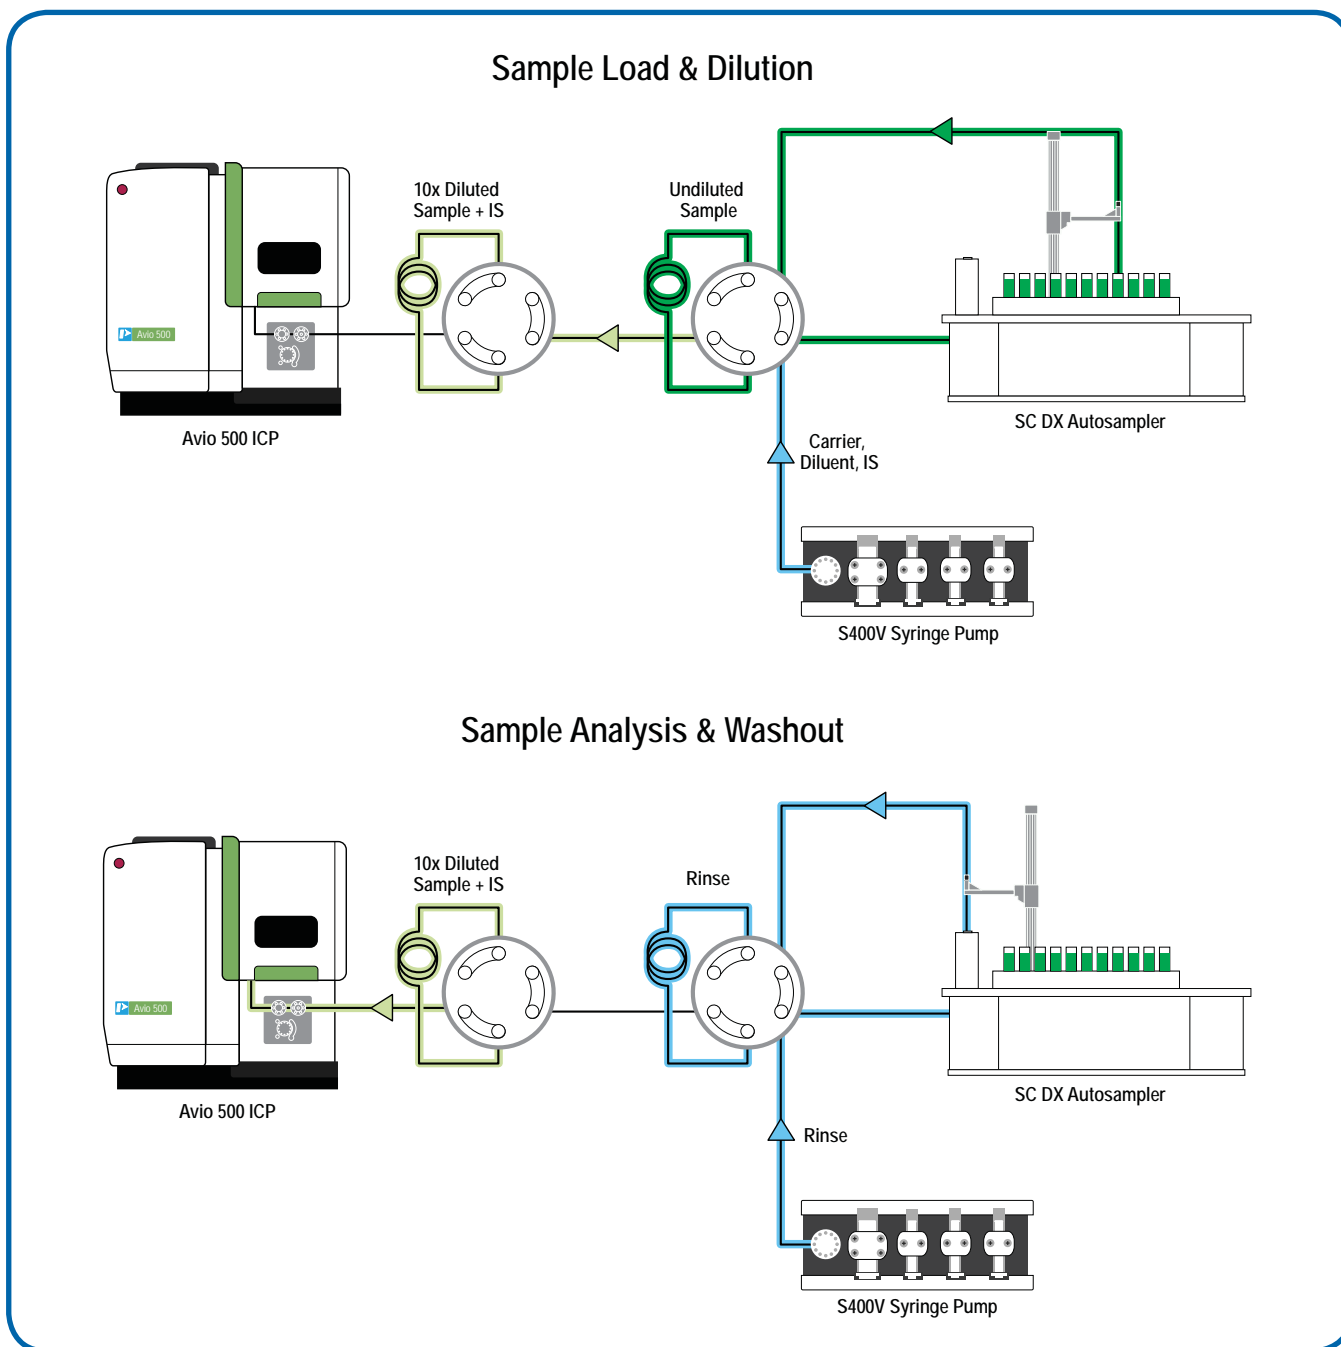 Sample Load & Dilution
10x Diluted
Sample + IS
Undiluted
Sample
Avio 500
Avio 500 ICP
SC DX Autosampler
Carrier,
Diluent, IS
S400V Syringe Pump
Sample Analysis & Washout
10x Diluted
Sample + IS
Rinse
Avio 500
Avio 500 ICP
SC DX Autosampler
Rinse
S400V Syringe Pump